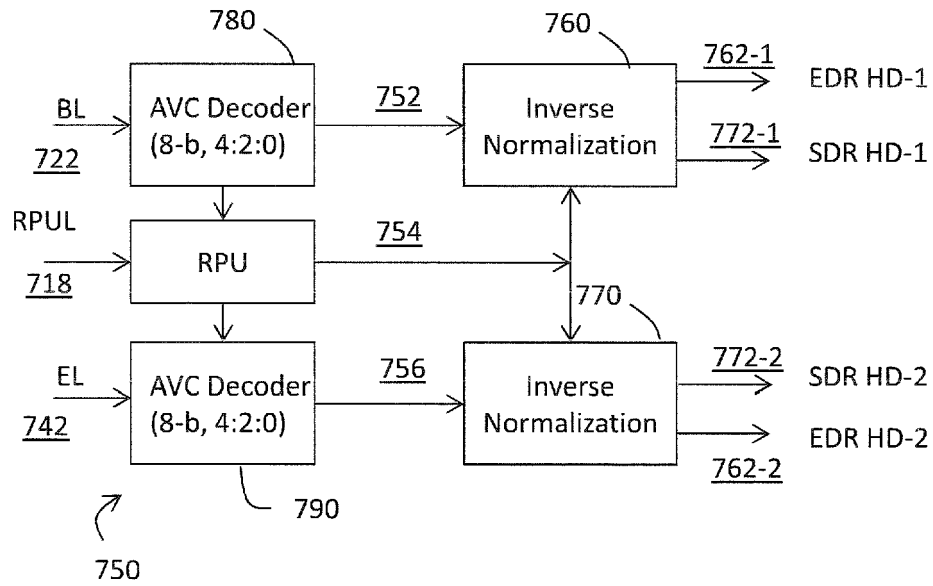 780
760
BL
722
AVC Decoder
(8-b, 4:2:0)
752
Inverse
Normalization
762-1
EDR HD-1
772-1
SDR HD-1
RPUL
718
RPU
754
770
EL
742
AVC Decoder
(8-b, 4:2:0)
756
Inverse
Normalization
772-2
SDR HD-2
EDR HD-2
762-2
790
750